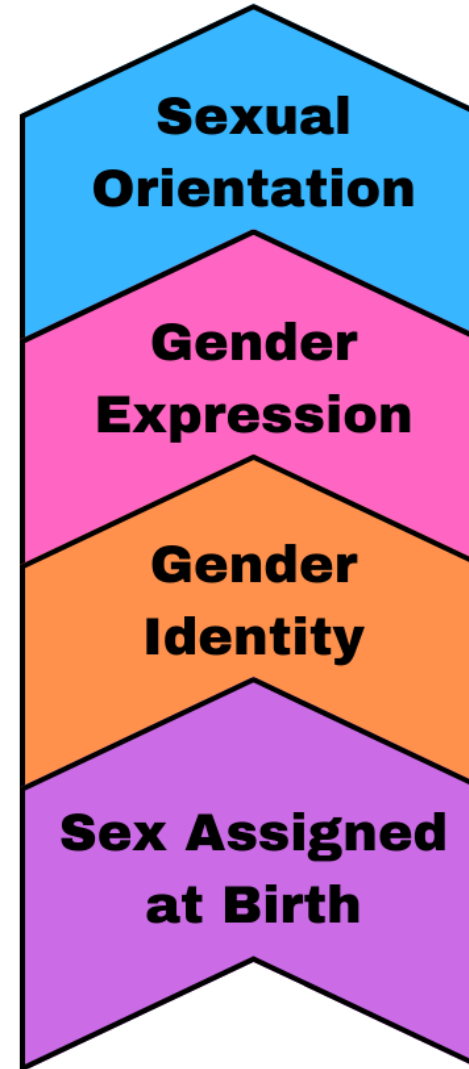 Sexual
Orientation
Gender
Expression
Gender
Identity
Sex Assigned
at Birth